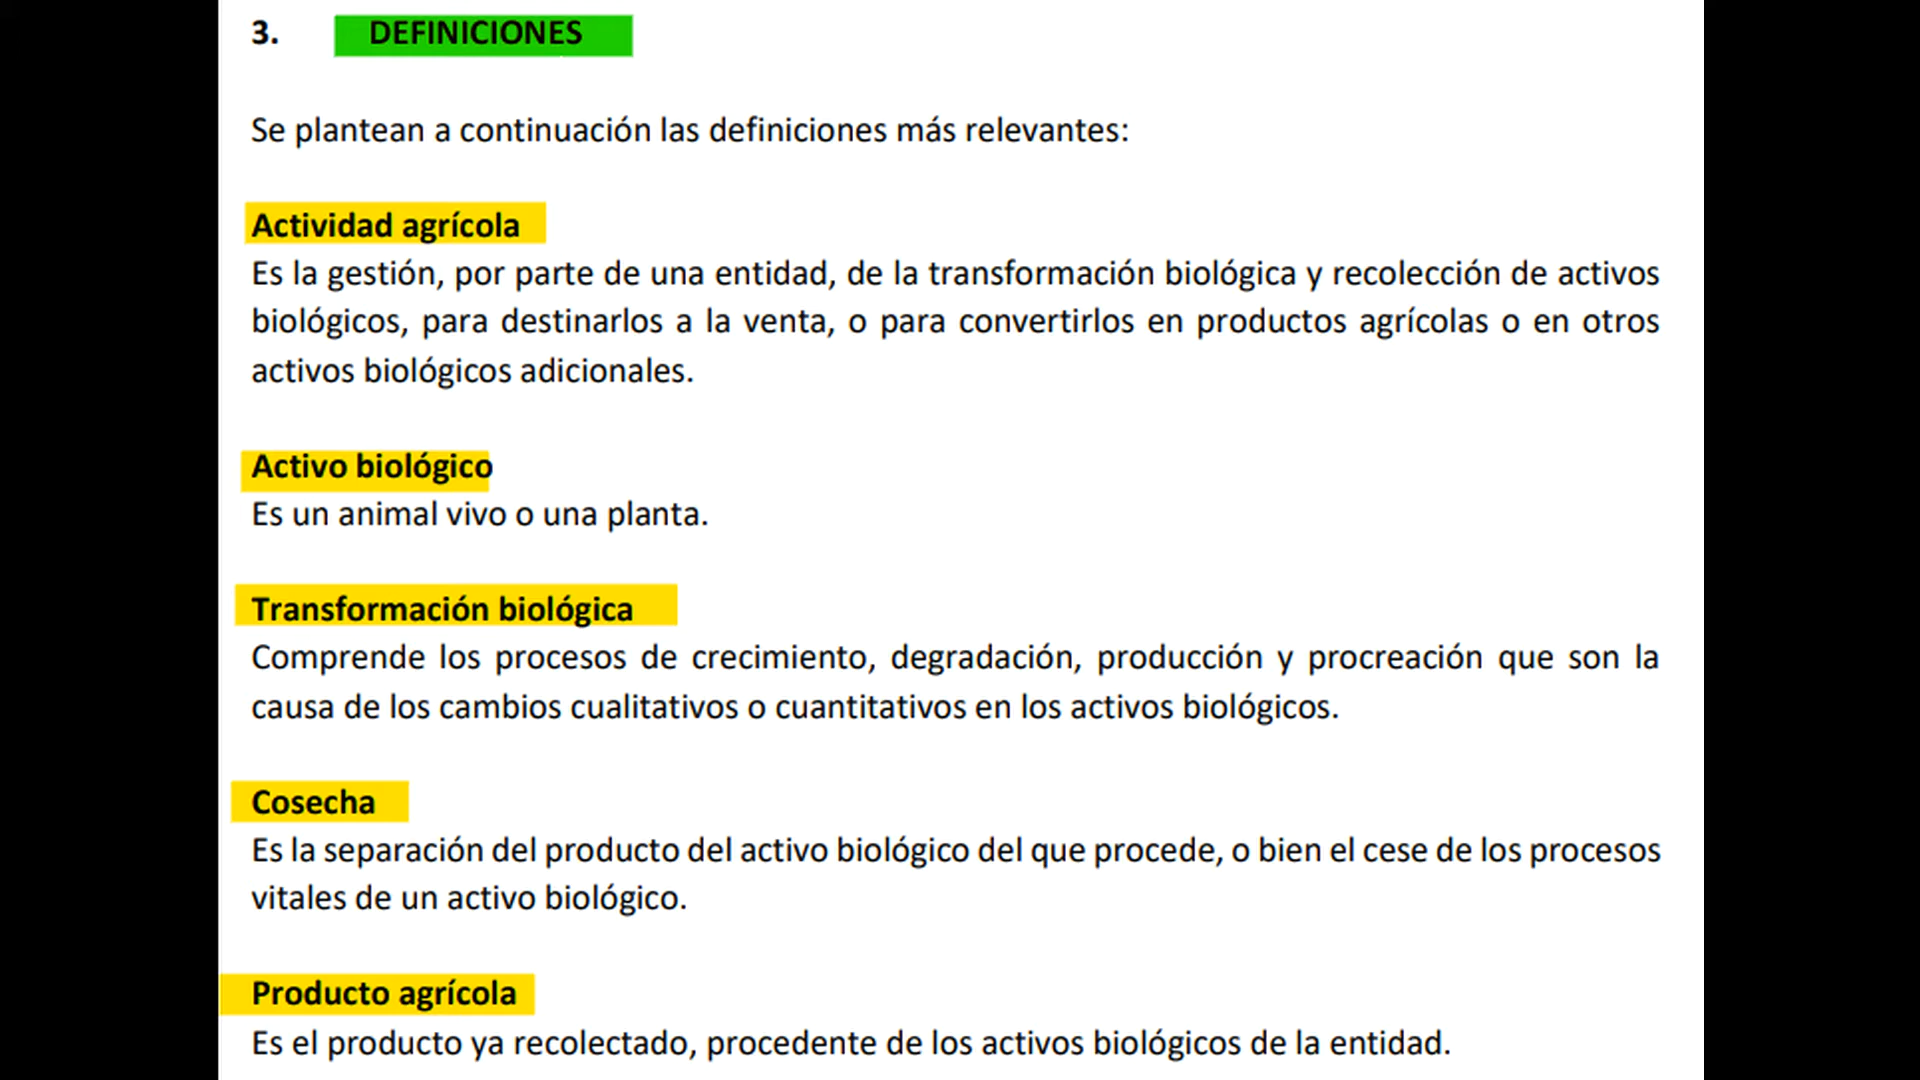 3. DEFINICIONES
Se plantean a continuación las definiciones más relevantes:
Actividad agrícola
Es la gestión, por parte de una entidad, de la transformación biológica y recolección de activos
biológicos, para destinarlos a la venta, o para convertirlos en productos agrícolas o en otros
activos biológicos adicionales.
Activo biológico
Es un animal vivo o una planta.
Transformación biológica
Comprende los procesos de crecimiento, degradación, producción y procreación que son la
causa de los cambios cualitativos o cuantitativos en los activos biológicos.
Cosecha
Es la separación del producto del activo biológico del que procede, o bien el cese de los procesos
vitales de un activo biológico.
Producto agrícola
Es el producto ya recolectado, procedente de los activos biológicos de la entidad.